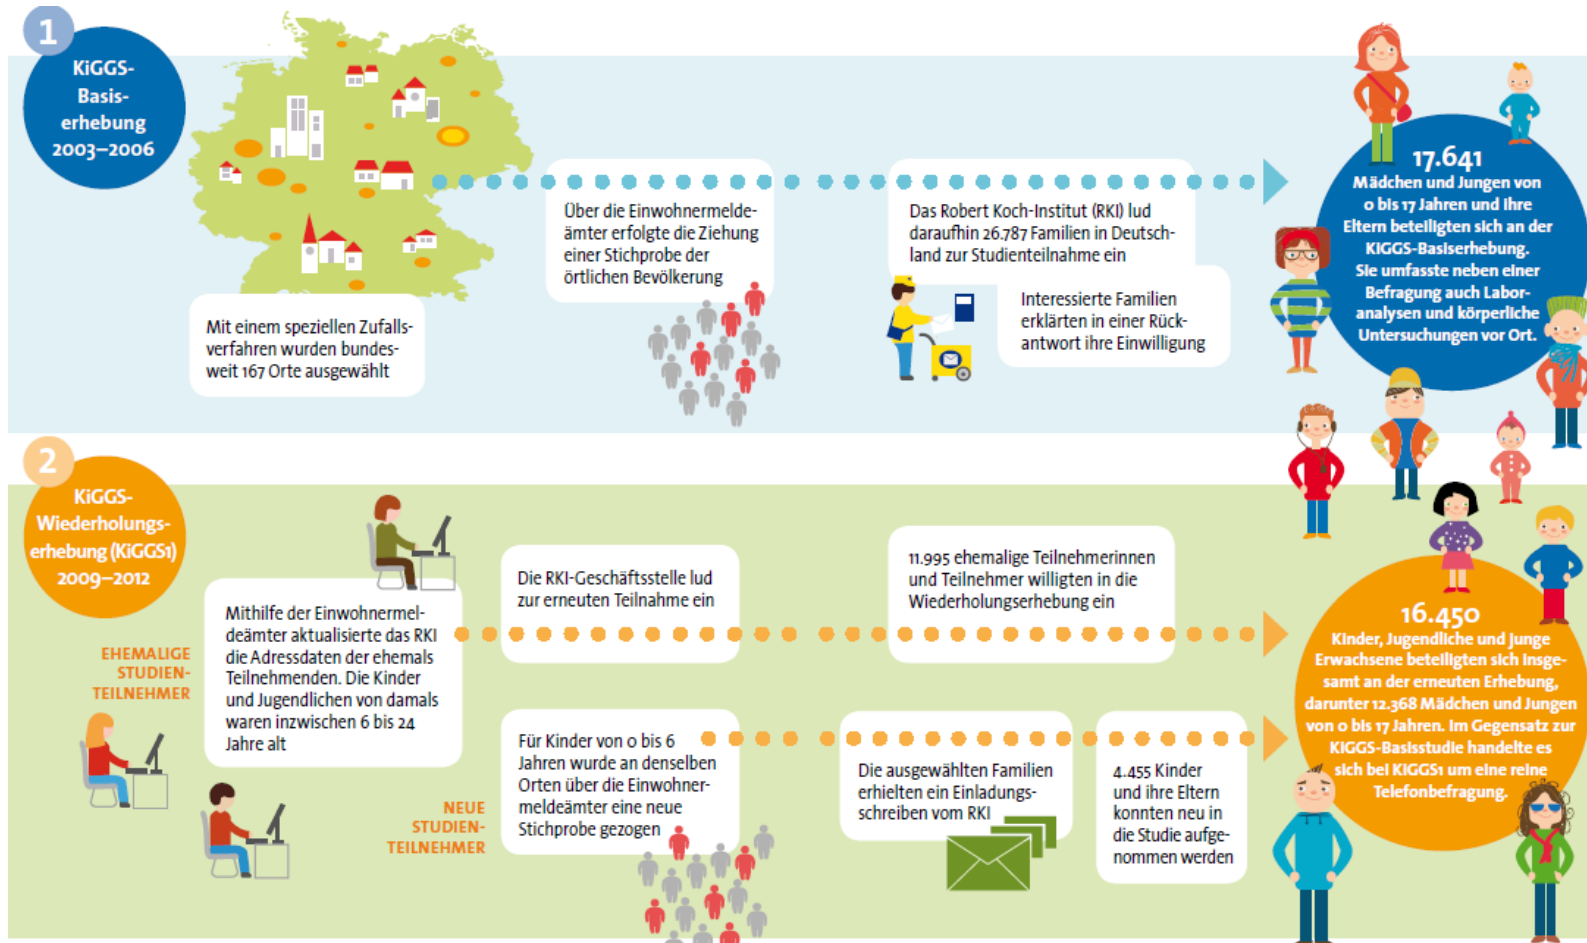 1
KiGGS-
Basis-
erhebung
2003–2006
Mit einem speziellen Zufalls-
verfahren wurden bundes-
weit 167 Orte ausgewählt
Über die Einwohnermelde-
ämter erfolgte die Ziehung
einer Stichprobe der
örtlichen Bevölkerung
Das Robert Koch-Institut (RKI) lud
daraufhin 26.787 Familien in Deutsch-
land zur Studienteilnahme ein
Interessierte Familien
erklärten in einer Rück-
antwort ihre Einwilligung
17.641
Mädchen und Jungen von
0 bis 17 Jahren und ihre
Eltern beteiligten sich an der
KiGGS-Basiserhebung.
Sie umfasste neben einer
Befragung auch Labor-
analysen und körperliche
Untersuchungen vor Ort.
2
KiGGS-
Wiederholungs-
erhebung (KiGGS1)
2009–2012
EHEMALIGE
STUDIEN-
TEILNEHMER
Mithilfe der Einwohnermel-
deämter aktualisierte das RKI
die Adressdaten der ehemals
Teilnehmenden. Die Kinder
und Jugendlichen von damals
waren inzwischen 6 bis 24
Jahre alt
Die RKI-Geschäftsstelle lud
zur erneuten Teilnahme ein
11.995 ehemalige Teilnehmerinnen
und Teilnehmer willigten in die
Wiederholungserhebung ein
NEUE
STUDIEN-
TEILNEHMER
Für Kinder von 0 bis 6
Jahren wurde an denselben
Orten über die Einwohner-
meldeämter eine neue
Stichprobe gezogen
Die ausgewählten Familien
erhielten ein Einladungs-
schreiben vom RKI
4.455 Kinder
und ihre Eltern
konnten neu in
die Studie aufge-
nommen werden
16.450
Kinder, Jugendliche und junge
Erwachsene beteiligten sich insge-
samt an der erneuten Erhebung,
darunter 12.368 Mädchen und Jungen
von 0 bis 17 Jahren. Im Gegensatz zur
KiGGS-Basisstudie handelte es
sich bei KiGGS1 um eine reine
Telefonbefragung.